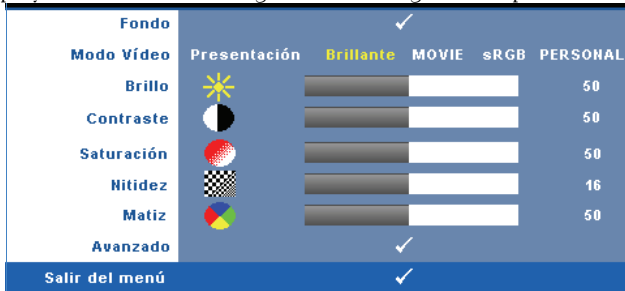 Fondo
Modo Vídeo Presentación Brillante MOVIE sRGB PERSONAL
Brillo 50
Contraste 50
Saturación 50
Nitidez 16
Matiz 50
Avanzado
Salir del menú